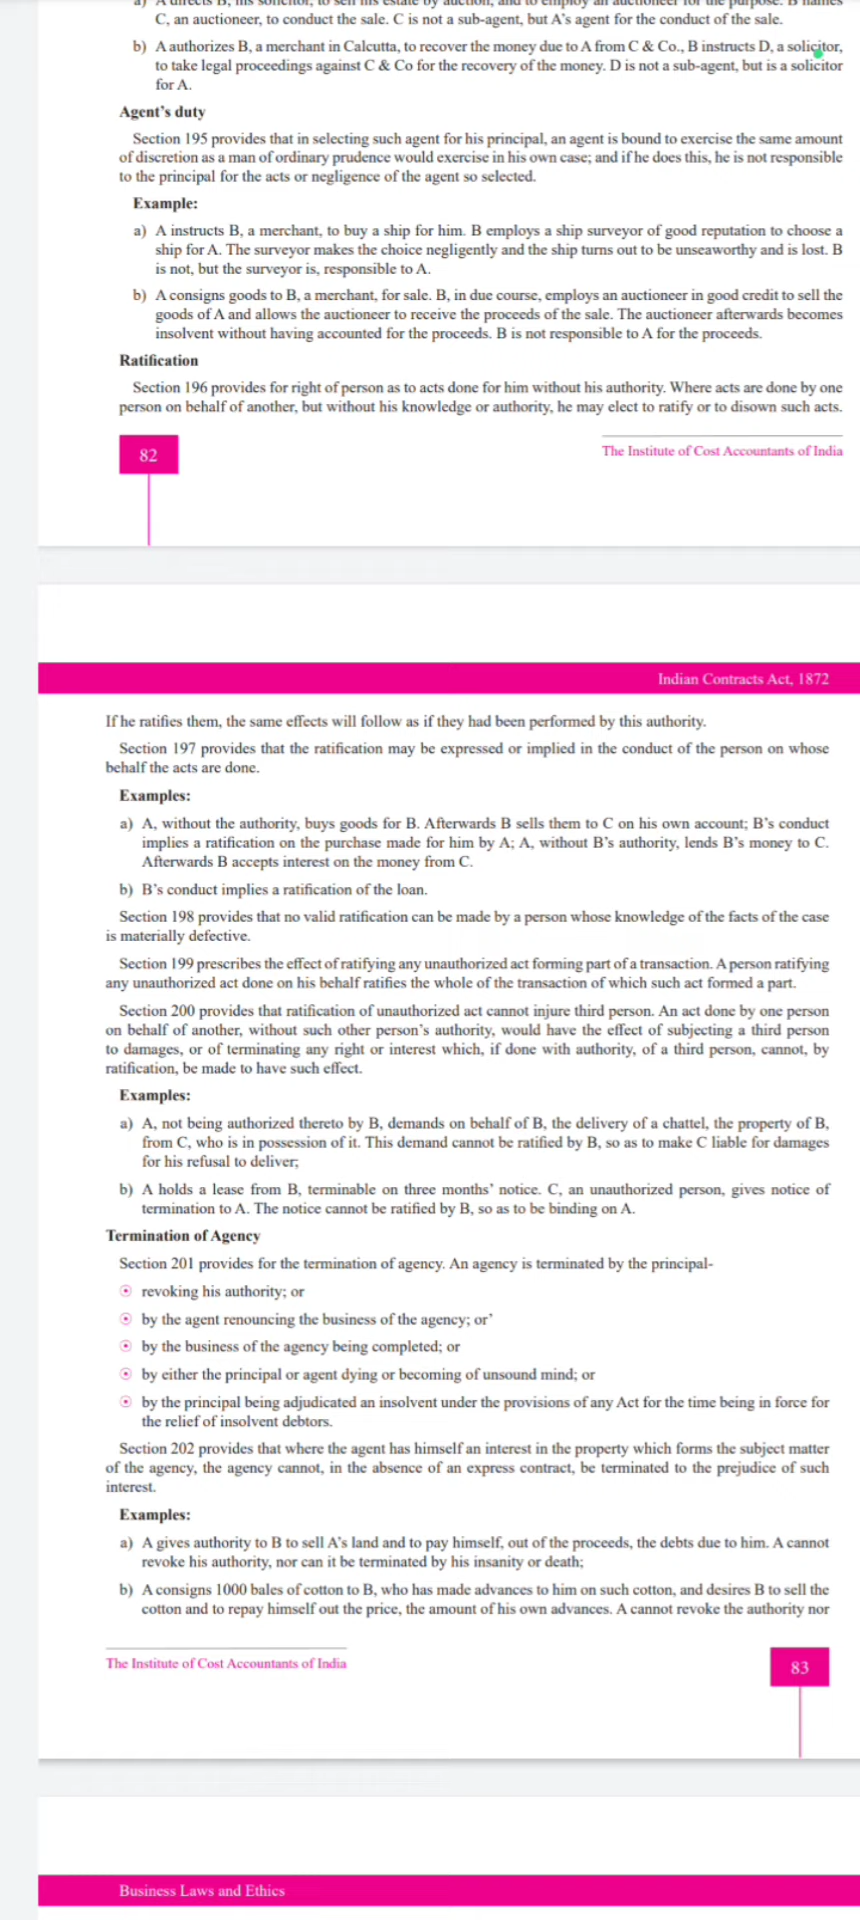 a) A directs B, his solicitor, to sell his estate by auction, and to employ an auctioneer for the purpose. B names
C, an auctioneer, to conduct the sale. C is not a sub-agent, but A's agent for the conduct of the sale.
b) A authorizes B, a merchant in Calcutta, to recover the money due to A from C & Co., B instructs D, a solicitor,
to take legal proceedings against C & Co for the recovery of the money. D is not a sub-agent, but is a solicitor
for A.
Agent's duty
Section 195 provides that in selecting such agent for his principal, an agent is bound to exercise the same amount
of discretion as a man of ordinary prudence would exercise in his own case; and if he does this, he is not responsible
to the principal for the acts or negligence of the agent so selected.
Example:
a) A instructs B, a merchant, to buy a ship for him. B employs a ship surveyor of good reputation to choose a
ship for A. The surveyor makes the choice negligently and the ship turns out to be unseaworthy and is lost. B
is not, but the surveyor is, responsible to A.
b) A consigns goods to B, a merchant, for sale. B, in due course, employs an auctioneer in good credit to sell the
goods of A and allows the auctioneer to receive the proceeds of the sale. The auctioneer afterwards becomes
insolvent without having accounted for the proceeds. B is not responsible to A for the proceeds.
Ratification
Section 196 provides for right of person as to acts done for him without his authority. Where acts are done by one
person on behalf of another, but without his knowledge or authority, he may elect to ratify or to disown such acts.
82
The Institute of Cost Accountants of India
Indian Contracts Act, 1872
If he ratifies them, the same effects will follow as if they had been performed by this authority.
Section 197 provides that the ratification may be expressed or implied in the conduct of the person on whose
behalf the acts are done.
Examples:
a) A, without the authority, buys goods for B. Afterwards B sells them to C on his own account; B's conduct
implies a ratification on the purchase made for him by A; A, without B's authority, lends B's money to C.
Afterwards B accepts interest on the money from C.
b) B's conduct implies a ratification of the loan.
Section 198 provides that no valid ratification can be made by a person whose knowledge of the facts of the case
is materially defective.
Section 199 prescribes the effect of ratifying any unauthorized act forming part of a transaction. A person ratifying
any unauthorized act done on his behalf ratifies the whole of the transaction of which such act formed a part.
Section 200 provides that ratification of unauthorized act cannot injure third person. An act done by one person
on behalf of another, without such other person's authority, would have the effect of subjecting a third person
to damages, or of terminating any right or interest which, if done with authority, of a third person, cannot, by
ratification, be made to have such effect.
Examples:
a) A, not being authorized thereto by B, demands on behalf of B, the delivery of a chattel, the property of B,
from C, who is in possession of it. This demand cannot be ratified by B, so as to make C liable for damages
for his refusal to deliver;
b) A holds a lease from B, terminable on three months' notice. C, an unauthorized person, gives notice of
termination to A. The notice cannot be ratified by B, so as to be binding on A.
Termination of Agency
Section 201 provides for the termination of agency. An agency is terminated by the principal-
revoking his authority; or
by the agent renouncing the business of the agency; or'
by the business of the agency being completed; or
by either the principal or agent dying or becoming of unsound mind; or
by the principal being adjudicated an insolvent under the provisions of any Act for the time being in force for
the relief of insolvent debtors.
Section 202 provides that where the agent has himself an interest in the property which forms the subject matter
of the agency, the agency cannot, in the absence of an express contract, be terminated to the prejudice of such
interest.
Examples:
a) A gives authority to B to sell A's land and to pay himself, out of the proceeds, the debts due to him. A cannot
revoke his authority, nor can it be terminated by his insanity or death;
b) A consigns 1000 bales of cotton to B, who has made advances to him on such cotton, and desires B to sell the
cotton and to repay himself out the price, the amount of his own advances. A cannot revoke the authority nor
The Institute of Cost Accountants of India
83
Business Laws and Ethics